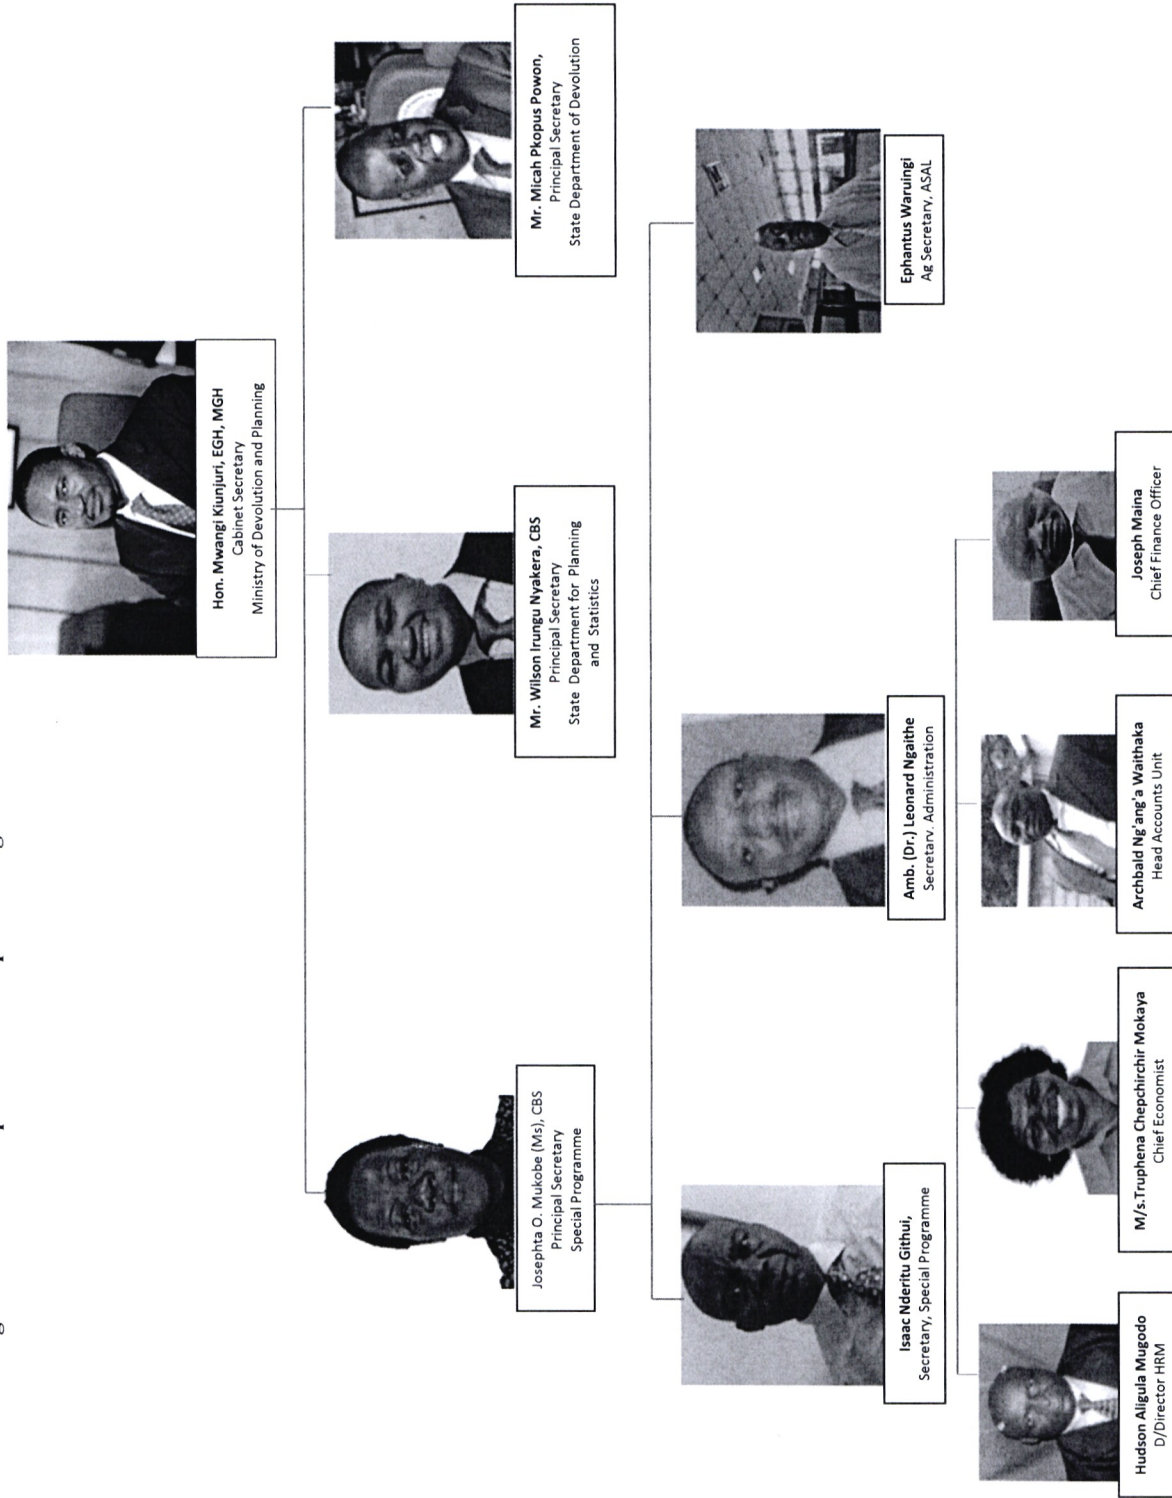 Hon. Mwangi Kiunjuri, EGH, MGH
Cabinet Secretary
Ministry of Devolution and Planning
Josephta O. Mukobe (Ms), CBS
Principal Secretary
Special Programme
Mr. Wilson Irungu Nyakera, CBS
Principal Secretary
State Department for Planning
and Statistics
Mr. Micah Pkopus Powon,
Principal Secretary
State Department of Devolution
Isaac Nderitu Githui,
Secretary, Special Programme
Amb. (Dr.) Leonard Ngaithe
Secretary. Administration
Ephantus Waruingi
Ag Secretary, ASAL
Hudson Aligula Mugodo
D/Director HRM
M/s.Truphena Chepchirchir Mokaya
Chief Economist
Archbald Ng'ang'a Waithaka
Head Accounts Unit
Joseph Maina
Chief Finance Officer